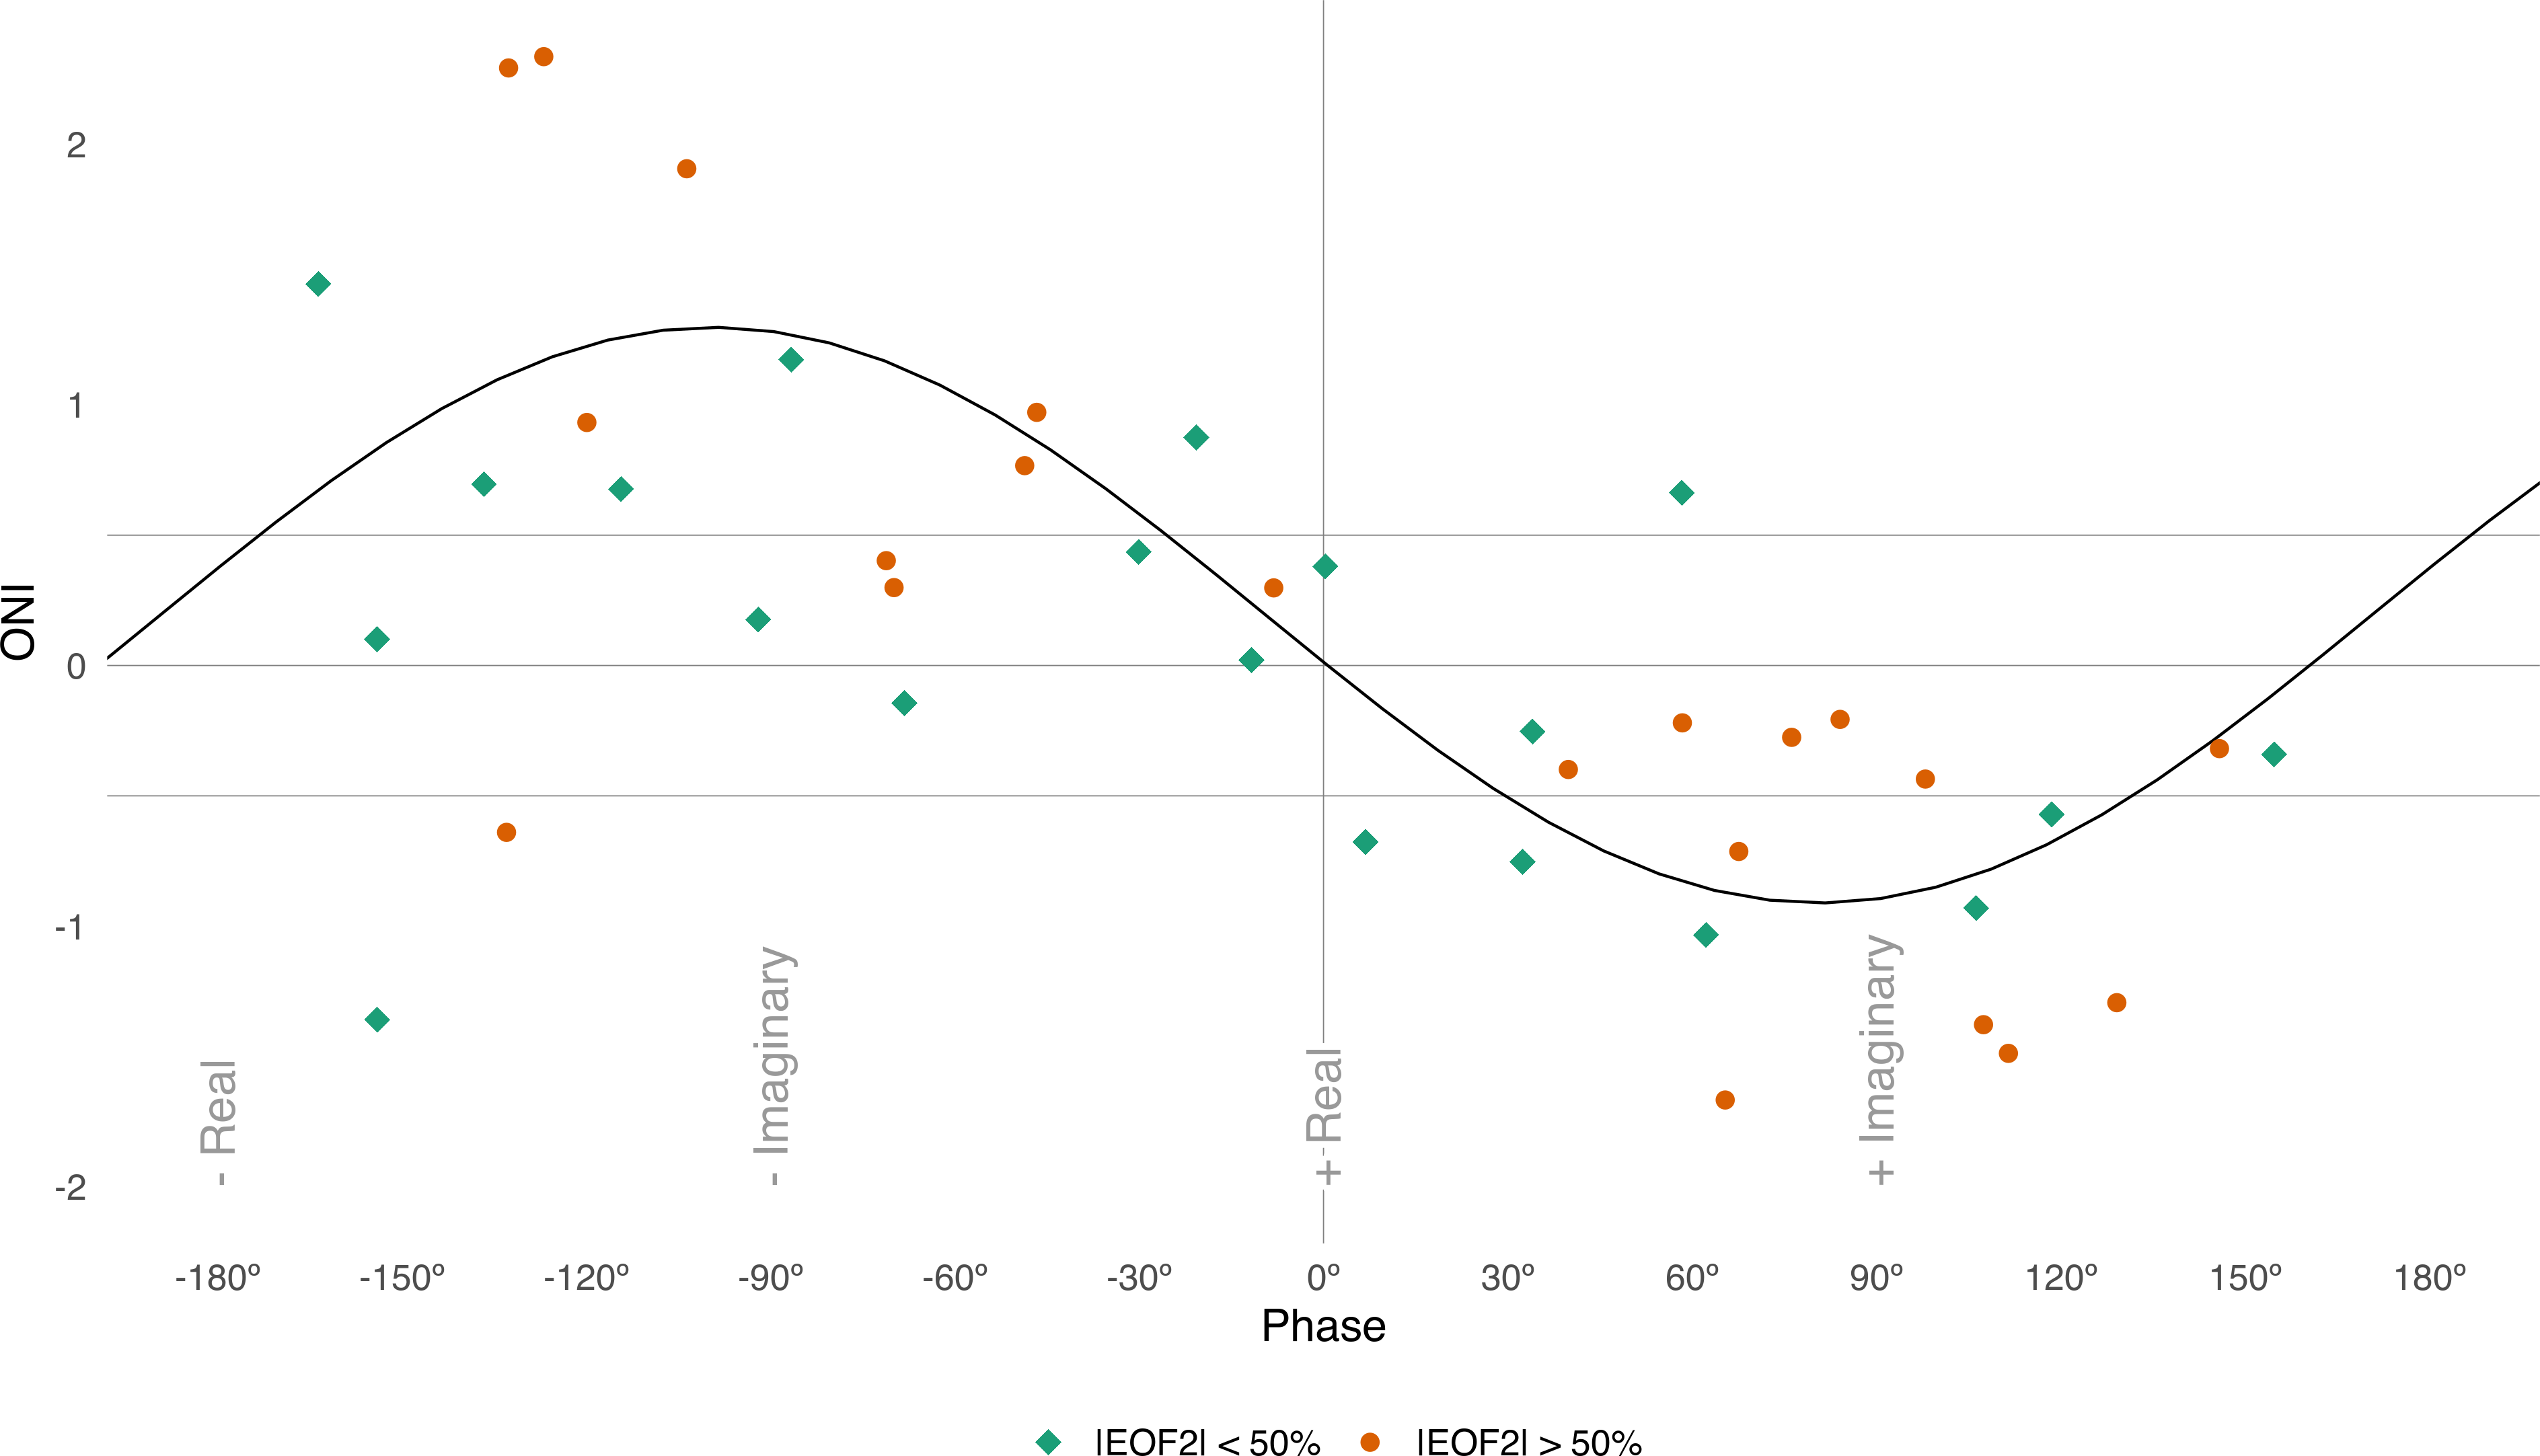 2
1
0
-1
-2
ONI
- Real
- Imaginary
+ Real
+ Imaginary
-180º -150º -120º -90º -60º -30º 0º 30º 60º 90º 120º 150º 180º
Phase
|EOF2| < 50% |EOF2| > 50%